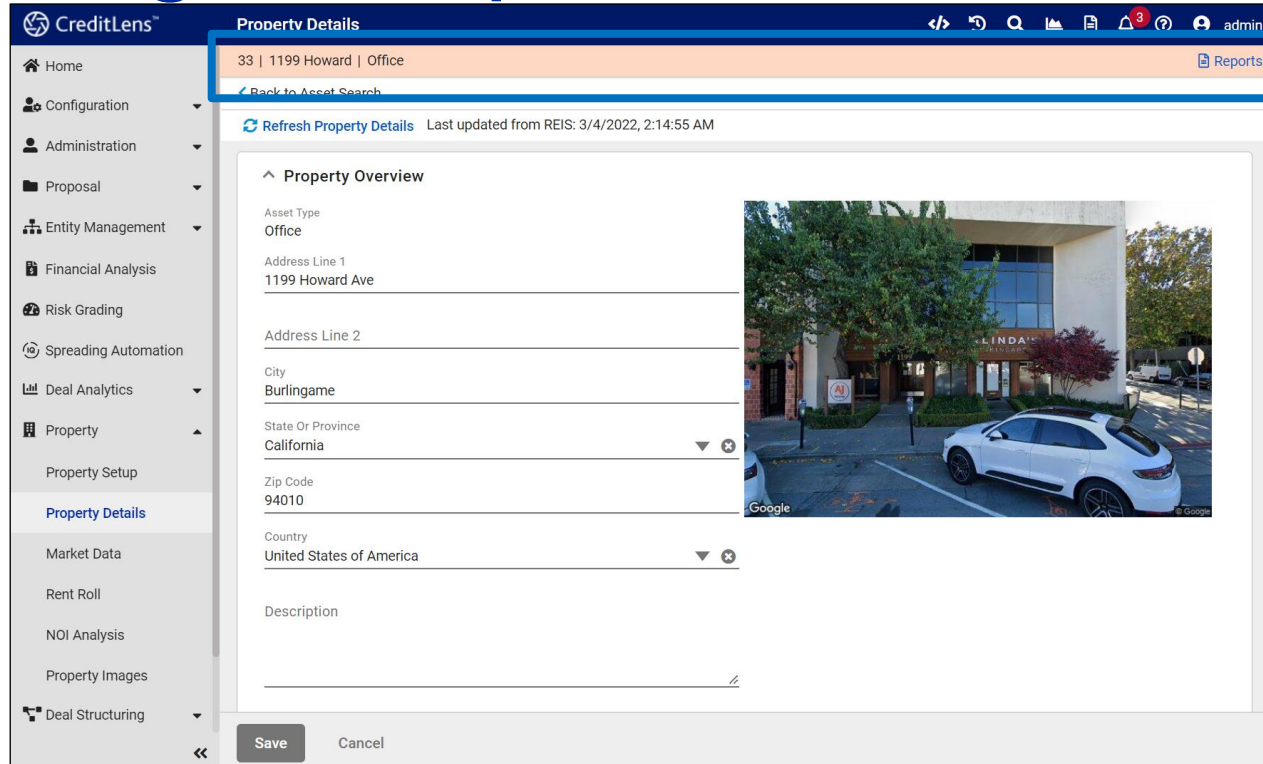 CreditLens™
Property Details
3
admin
Home
Configuration
Administration
Proposal
Entity Management
Financial Analysis
Risk Grading
Spreading Automation
Deal Analytics
Property
Property Setup
Property Details
Market Data
Rent Roll
NOI Analysis
Property Images
Deal Structuring
33 | 1199 Howard | Office
Reports
Back to Asset Search
Refresh Property Details Last updated from REIS: 3/4/2022, 2:14:55 AM
Property Overview
Asset Type
Office
Address Line 1
1199 Howard Ave
Address Line 2
City
Burlingame
State Or Province
California
Zip Code
94010
Country
United States of America
Description
1199
Google
© Google
Save Cancel